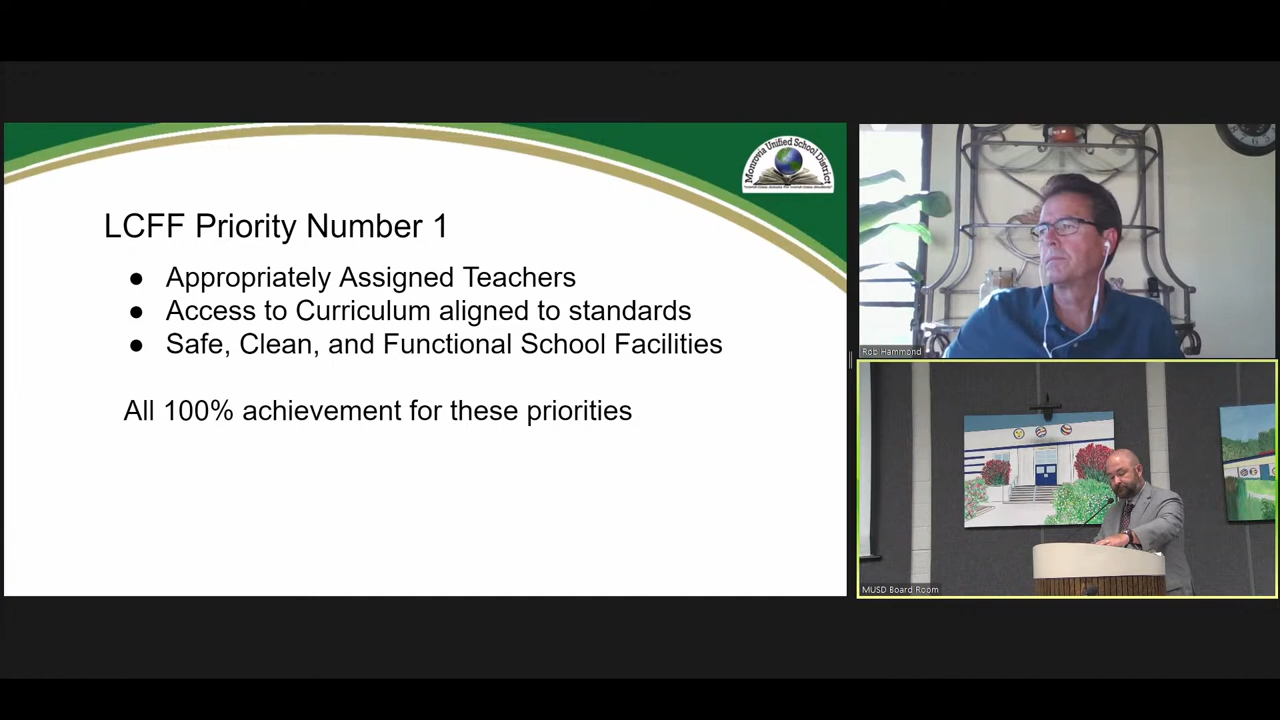 Monrovia Unified School District
LCFF Priority Number 1
● Appropriately Assigned Teachers
● Access to Curriculum aligned to standards
● Safe, Clean, and Functional School Facilities
All 100% achievement for these priorities
Rob Hammond
MUSD Board Room